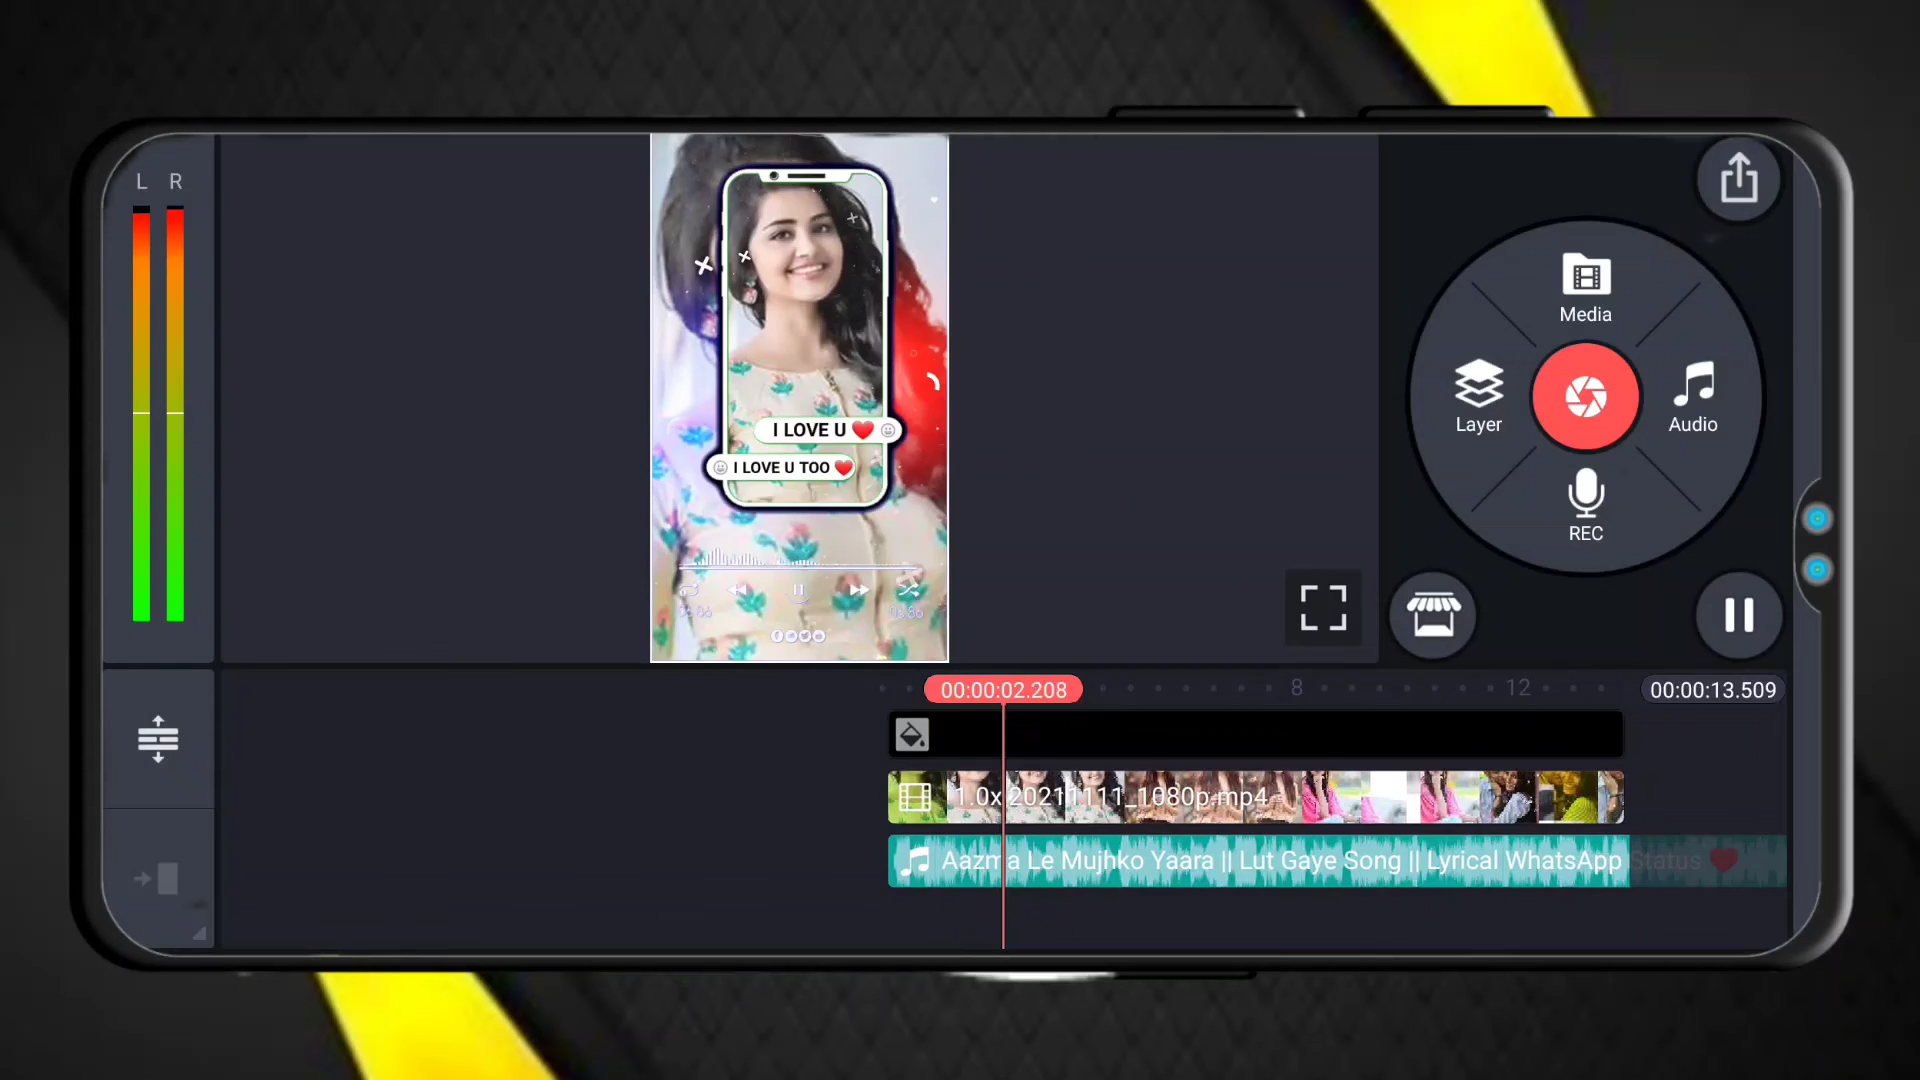 L R
Media
Layer
Audio
REC
I LOVE U ❤️
I LOVE U TOO ❤️
00:00:02.208
8
12
00:00:13.509
1.0x 20211111_1080p.mp4
Aazma Le Mujhko Yaara || Lut Gaye Song || Lyrical WhatsApp Status ❤️